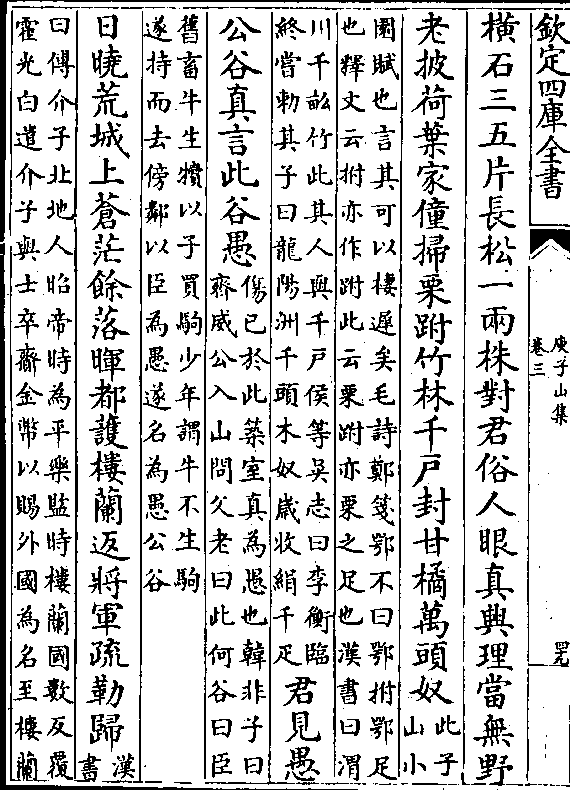 欽定四庫全書
庾子山集
卷三
四九
橫石三五片長松一兩株對君俗人眼真興理當無野
老披荷葉家僮掃栗跗竹林千戸封甘橘萬頭奴
此子
山小
園賦也言其可以棲遲矣毛詩鄭箋鄂不曰鄂拊鄂足
也釋文云拊亦作跗此云栗跗亦栗之足也漢書曰渭
川千畝竹此其人與千戸侯等吳志曰李衡臨
終嘗勅其子曰龍陽洲千頭木奴歲收絹千疋
君見愚
公谷真言此谷愚
傷已於此築室真為愚也韓非子曰
齊威公入山問父老曰此何谷曰臣
舊畜牛生犢以子買駒少年謂牛不生駒
遂持而去傍鄰以臣為愚遂名為愚公谷
日曉荒城上蒼茫餘落暉都護樓蘭返將軍疏勒歸
漢
書
曰傅介子北地人昭帝時為平樂監時樓蘭國數反覆
霍光白遣介子與士卒齎金幣以賜外國為名至樓蘭